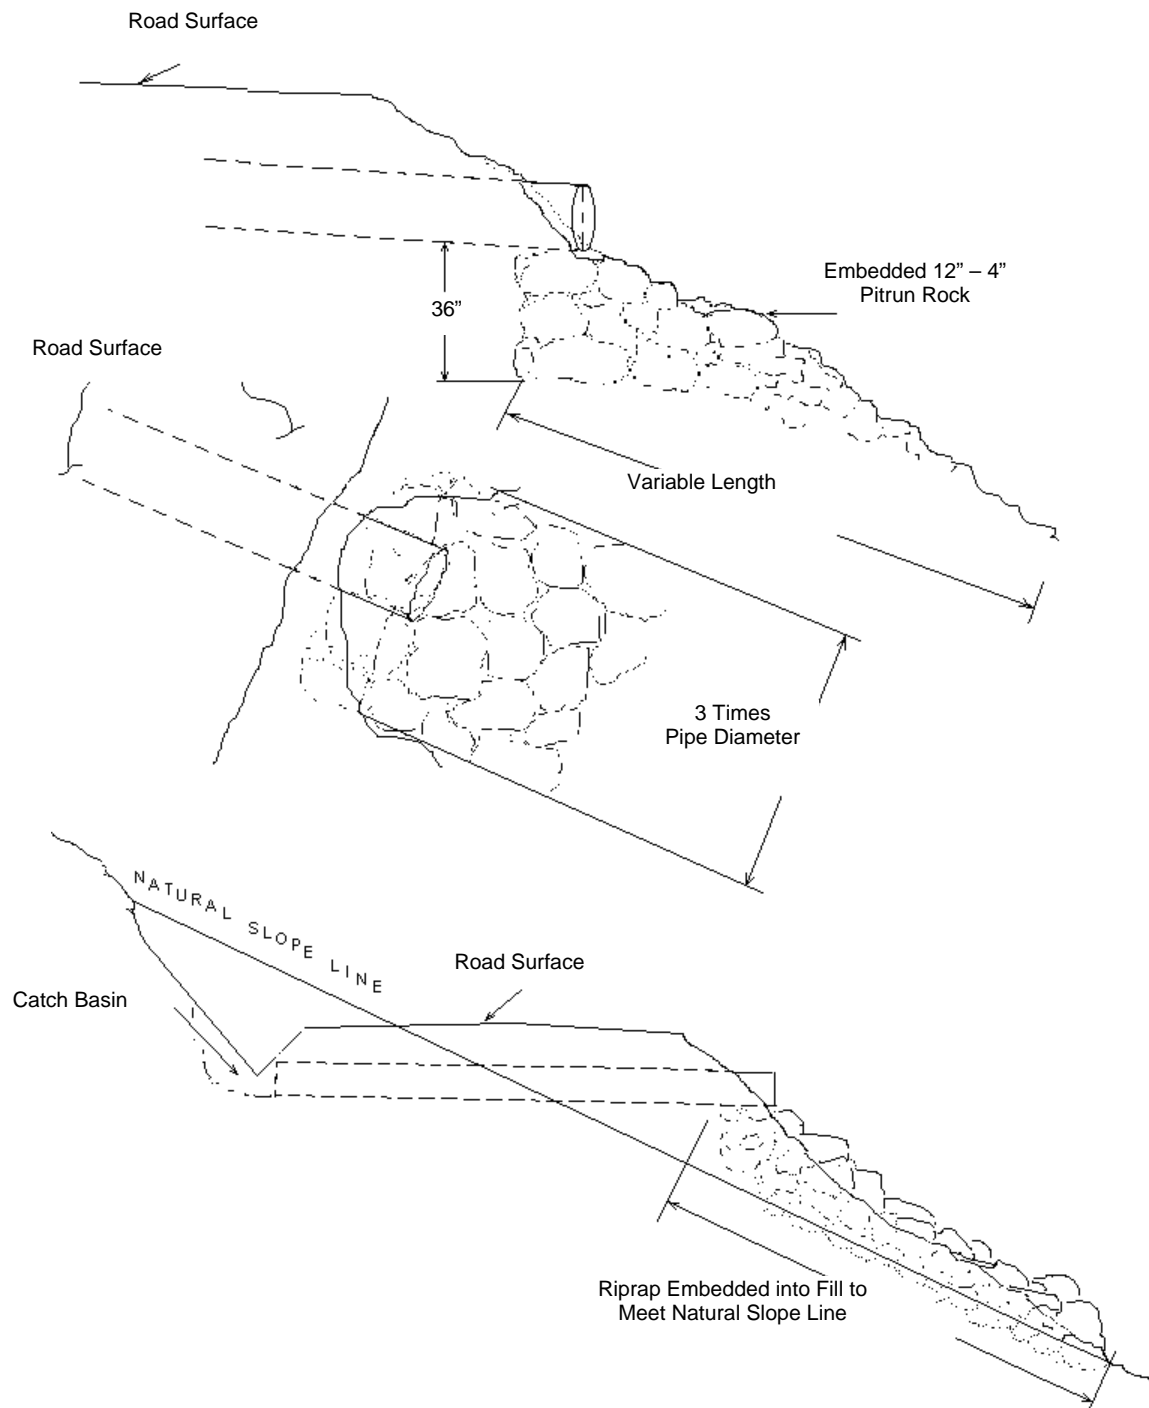 Road Surface
Embedded 12” – 4”
Pitrun Rock
36”
Road Surface
Variable Length
3 Times
Pipe Diameter
NATURAL SLOPE LINE
Road Surface
Catch Basin
Riprap Embedded into Fill to
Meet Natural Slope Line